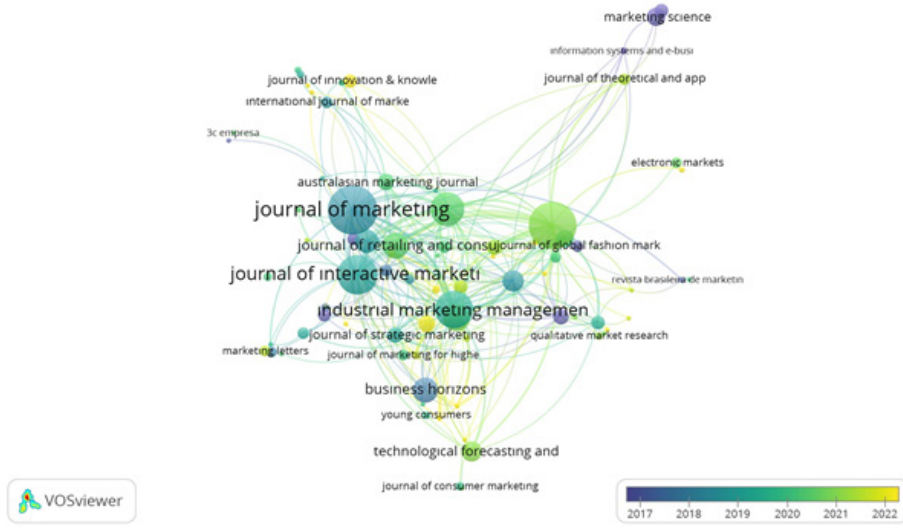 marketing science
information systems and e-busi
journal of theoretical and app
journal of innovation & knowle
international journal of marke
3c empresa
electronic markets
australasian marketing journal
journal of marketing
journal of retailing and consu
journal of global fashion mark
journal of interactive marketi
revista brasileira de marketin
industrial marketing managemen
journal of strategic marketing
qualitative market research
marketing letters
journal of marketing for highe
business horizons
young consumers
technological forecasting and
journal of consumer marketing
VOSviewer
2017 2018 2019 2020 2021 2022